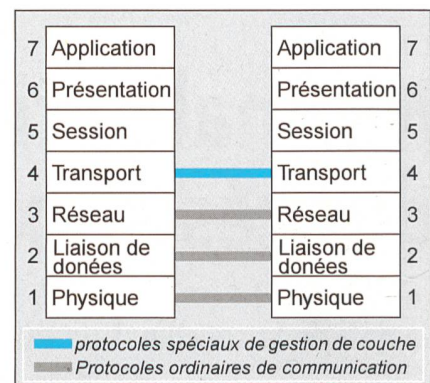 7 Application Application 7
6 Présentation Présentation 6
5 Session Session 5
4 Transport Transport 4
3 Réseau Réseau 3
2 Liaison de donées Liaison de donées 2
1 Physique Physique 1
protocoles spéciaux de gestion de couche
Protocoles ordinaires de communication